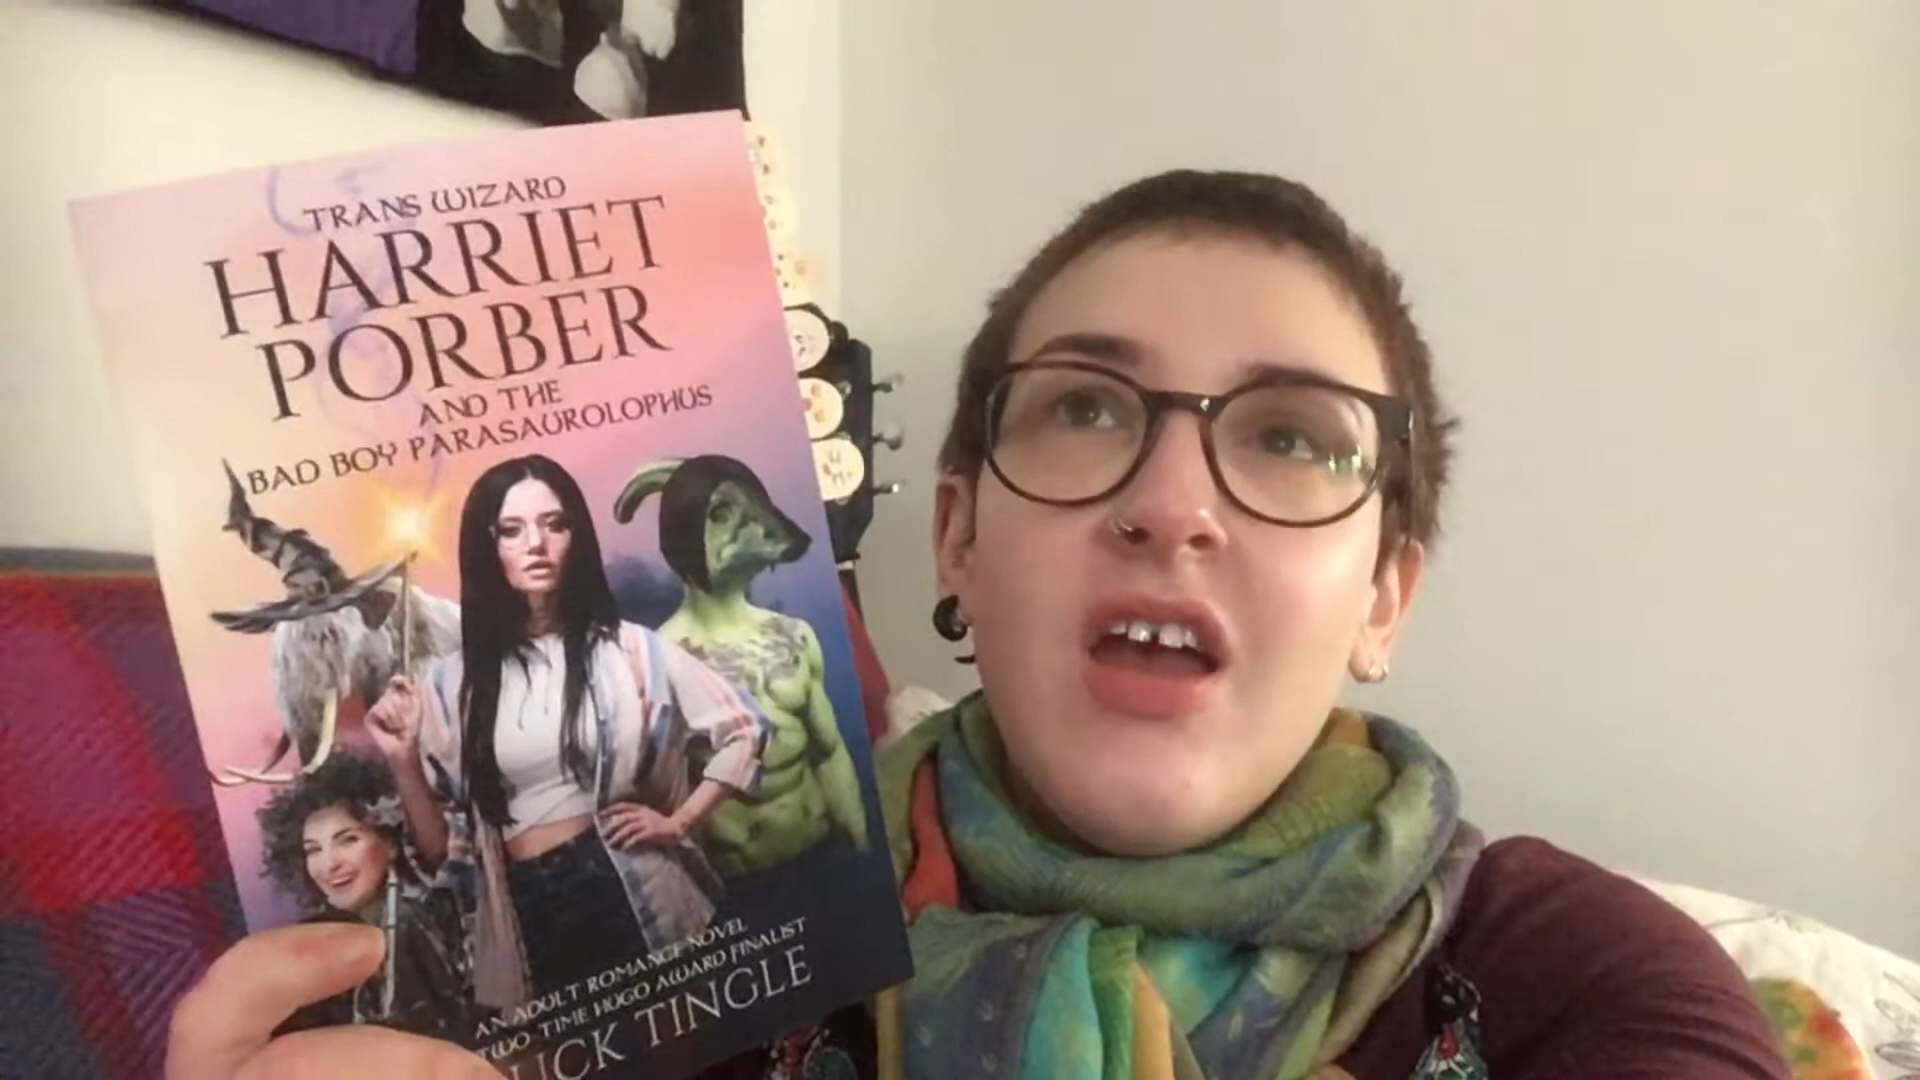 TRANS WIZARD
HARRIET
PORBER
AND THE
BAD BOY PARASAUROLOPHUS
AN ADULT ROMANCE NOVEL
TWO-TIME HUGO AWARD FINALIST
UCK TINGLE